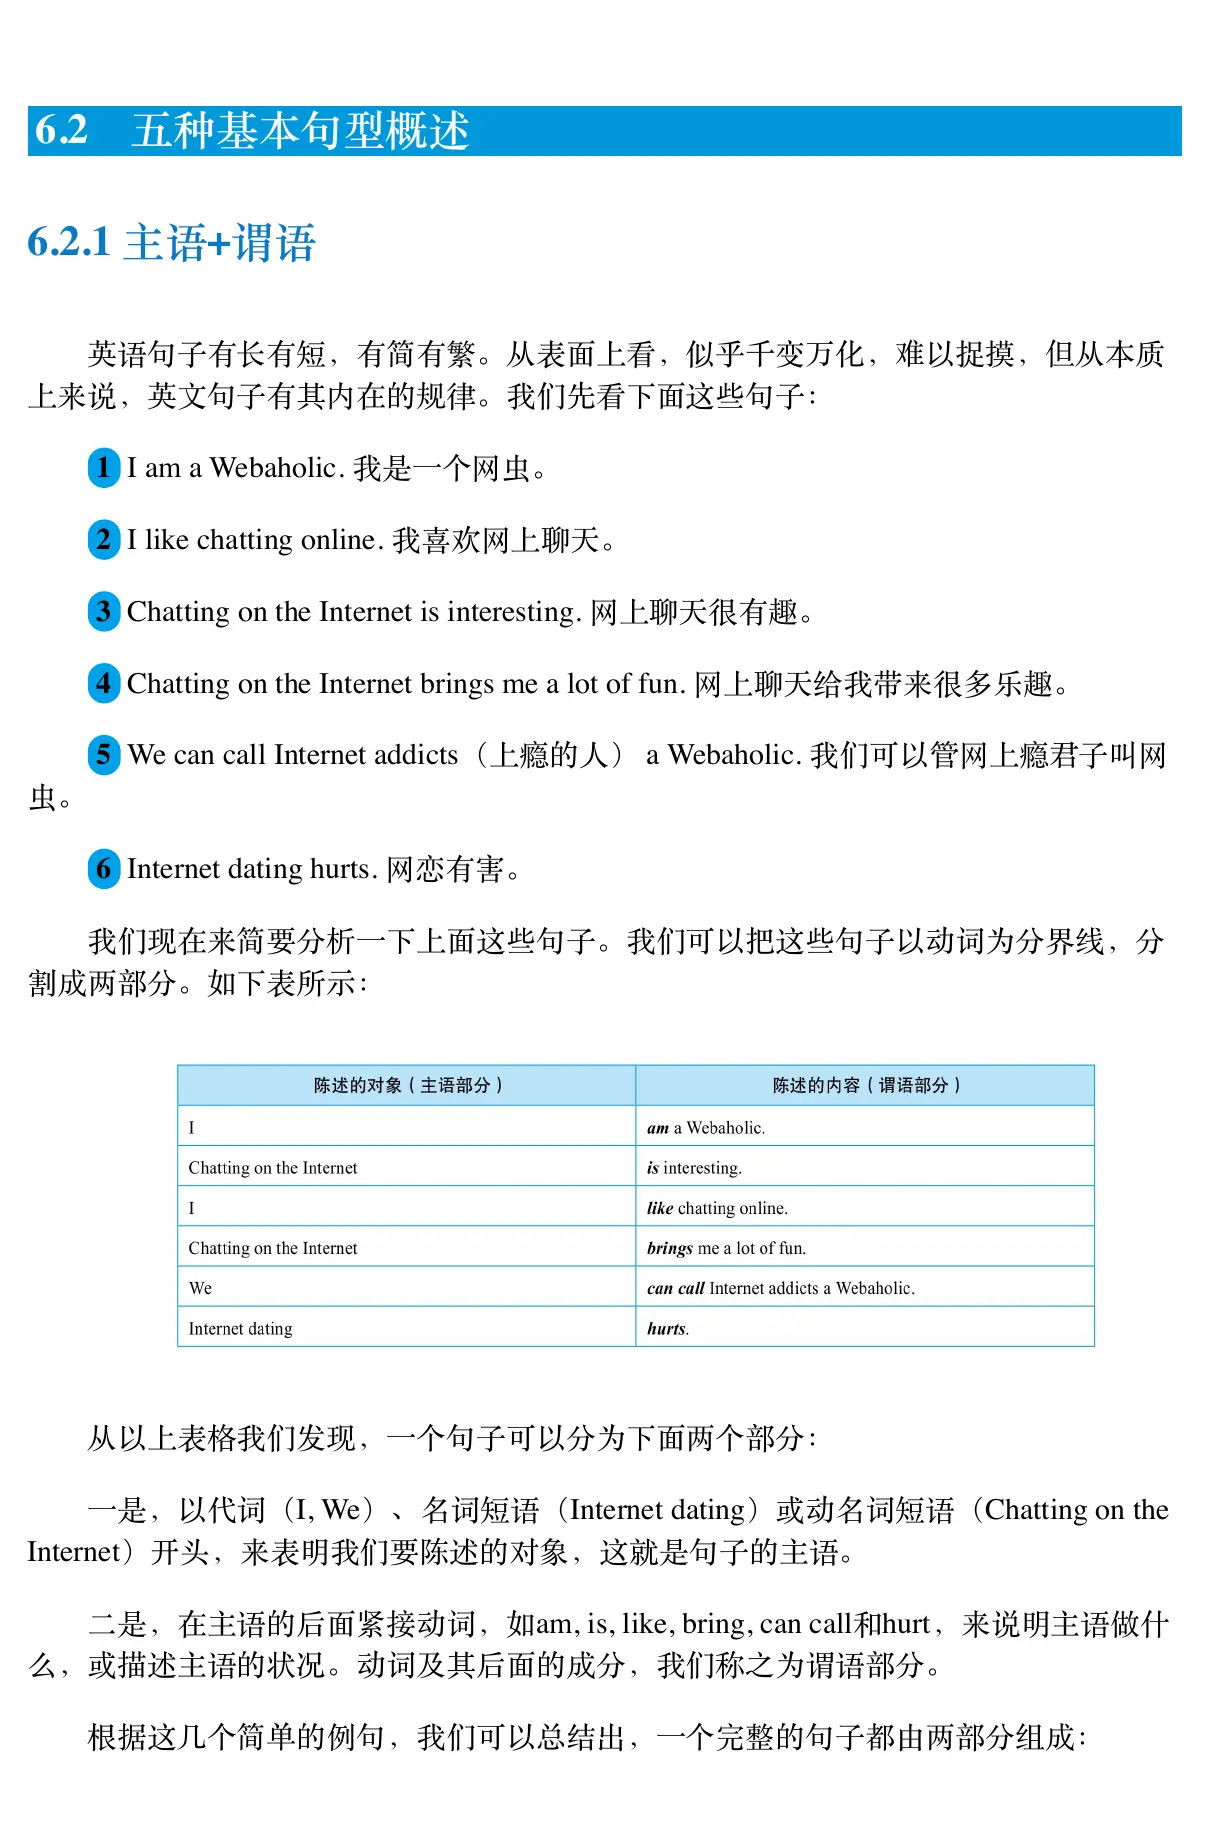 6.2 五种基本句型概述
6.2.1 主语+谓语
英语句子有长有短，有简有繁。从表面上看，似乎千变万化，难以捉摸，但从本质
上来说，英文句子有其内在的规律。我们先看下面这些句子：
1 I am a Webaholic. 我是一个网虫。
2 I like chatting online. 我喜欢网上聊天。
3 Chatting on the Internet is interesting. 网上聊天很有趣。
4 Chatting on the Internet brings me a lot of fun. 网上聊天给我带来很多乐趣。
5 We can call Internet addicts（上瘾的人） a Webaholic. 我们可以管网上瘾君子叫网
虫。
6 Internet dating hurts. 网恋有害。
我们现在来简要分析一下上面这些句子。我们可以把这些句子以动词为分界线，分
割成两部分。如下表所示：
陈述的对象（主语部分） 陈述的内容（谓语部分）
I am a Webaholic.
Chatting on the Internet is interesting.
I like chatting online.
Chatting on the Internet brings me a lot of fun.
We can call Internet addicts a Webaholic.
Internet dating hurts.
从以上表格我们发现，一个句子可以分为下面两个部分：
一是，以代词（I, We）、名词短语（Internet dating）或动名词短语（Chatting on the
Internet）开头，来表明我们要陈述的对象，这就是句子的主语。
二是，在主语的后面紧接动词，如am, is, like, bring, can call和hurt，来说明主语做什
么，或描述主语的状况。动词及其后面的成分，我们称之为谓语部分。
根据这几个简单的例句，我们可以总结出，一个完整的句子都由两部分组成：